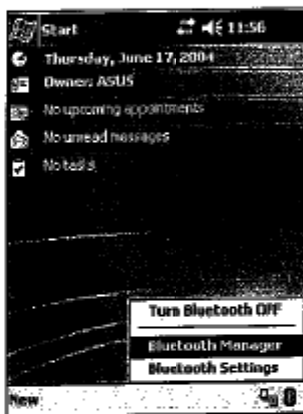 Start 11:56
Thursday, June 17, 2004
Owner: ASUS
No upcoming appointments
No unread messages
No tasks
Turn Bluetooth Off
Bluetooth Manager
Bluetooth Settings
New